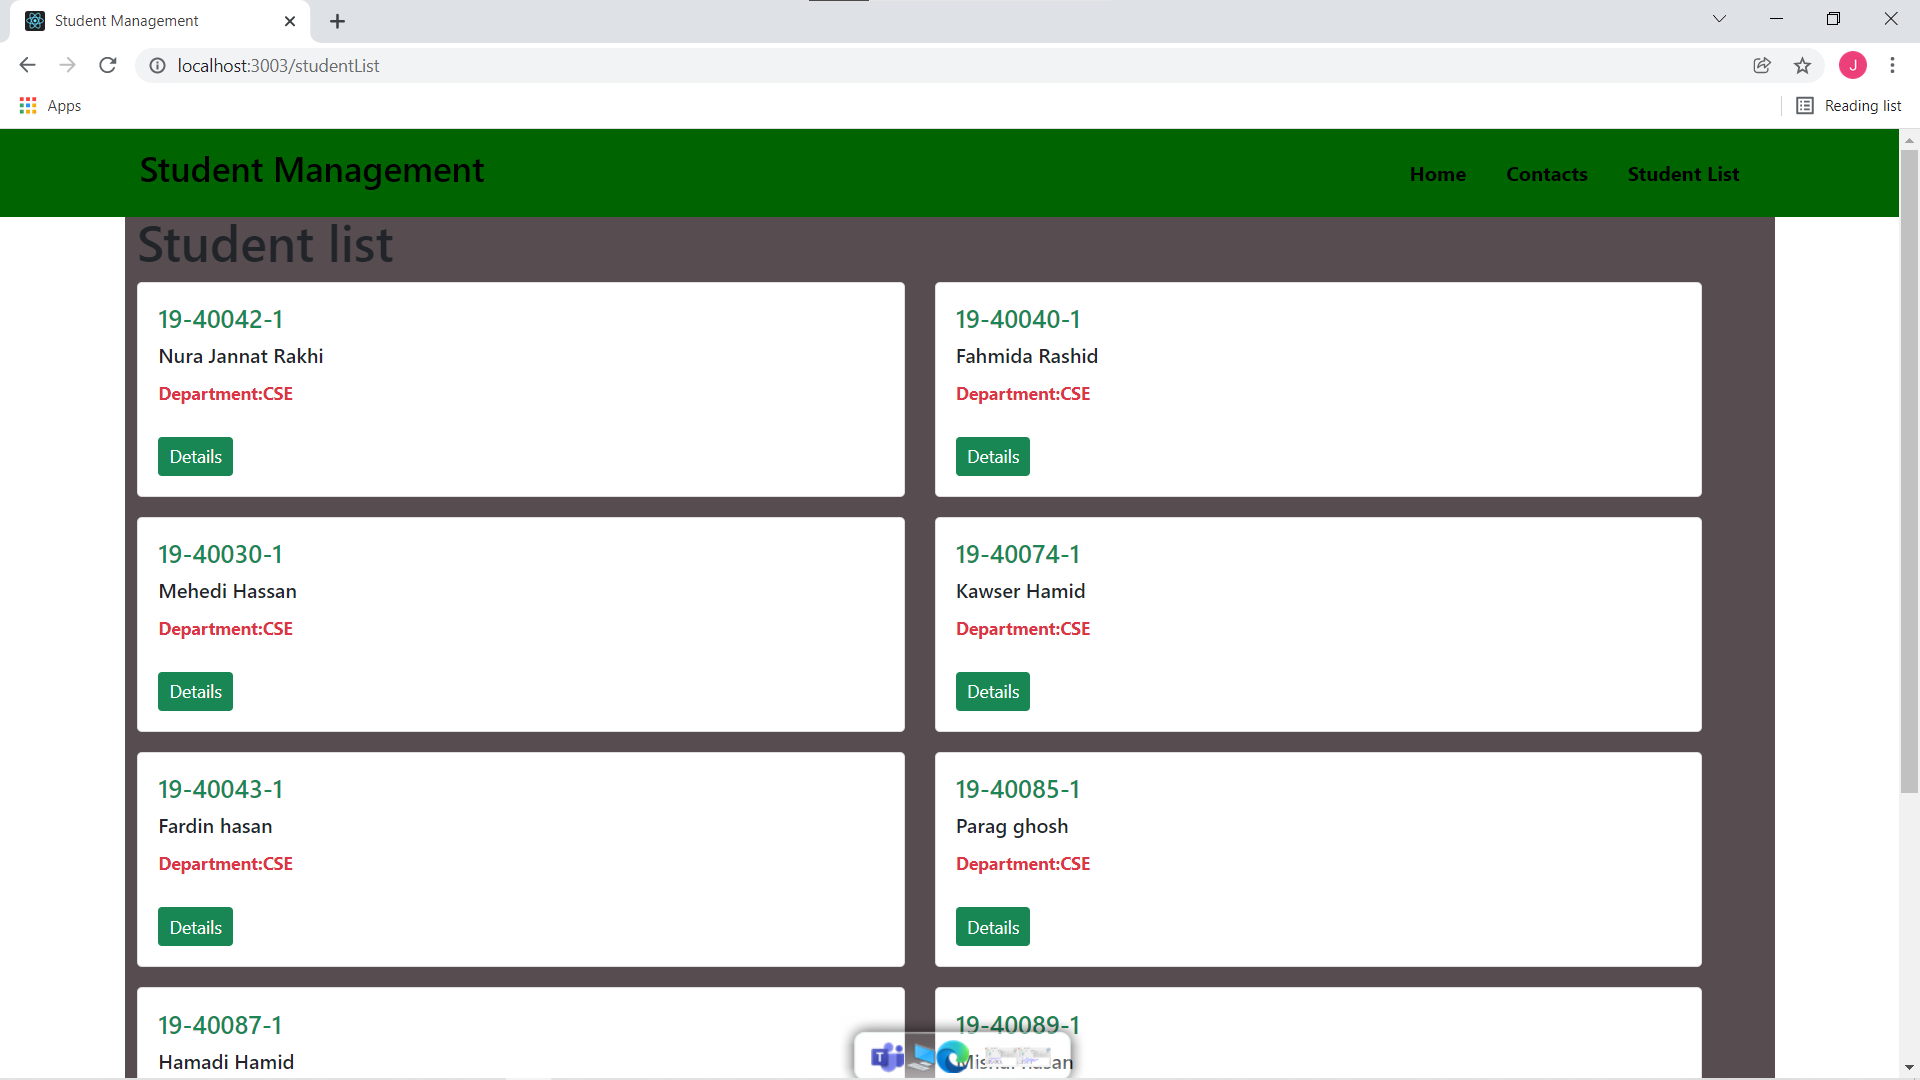 Student Management
localhost:3003/studentList
Apps
Reading list
J
Student Management
Home Contacts Student List
Student list
19-40042-1
Nura Jannat Rakhi
Department:CSE
Details
19-40040-1
Fahmida Rashid
Department:CSE
Details
19-40030-1
Mehedi Hassan
Department:CSE
Details
19-40074-1
Kawser Hamid
Department:CSE
Details
19-40043-1
Fardin hasan
Department:CSE
Details
19-40085-1
Parag ghosh
Department:CSE
Details
19-40087-1
Hamadi Hamid
19-40089-1